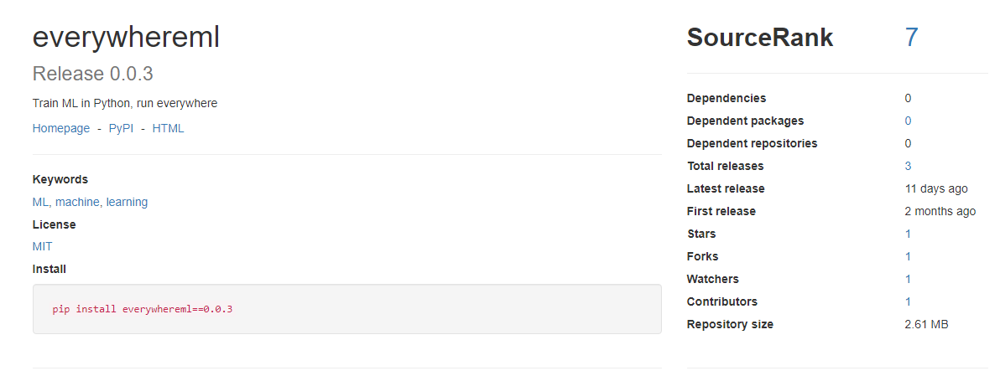 everywhereml
Release 0.0.3
Train ML in Python, run everywhere
Homepage - PyPI - HTML
Keywords
ML, machine, learning
License
MIT
Install
pip install everywhereml==0.0.3
SourceRank 7
Dependencies 0
Dependent packages 0
Dependent repositories 0
Total releases 3
Latest release 11 days ago
First release 2 months ago
Stars 1
Forks 1
Watchers 1
Contributors 1
Repository size 2.61 MB